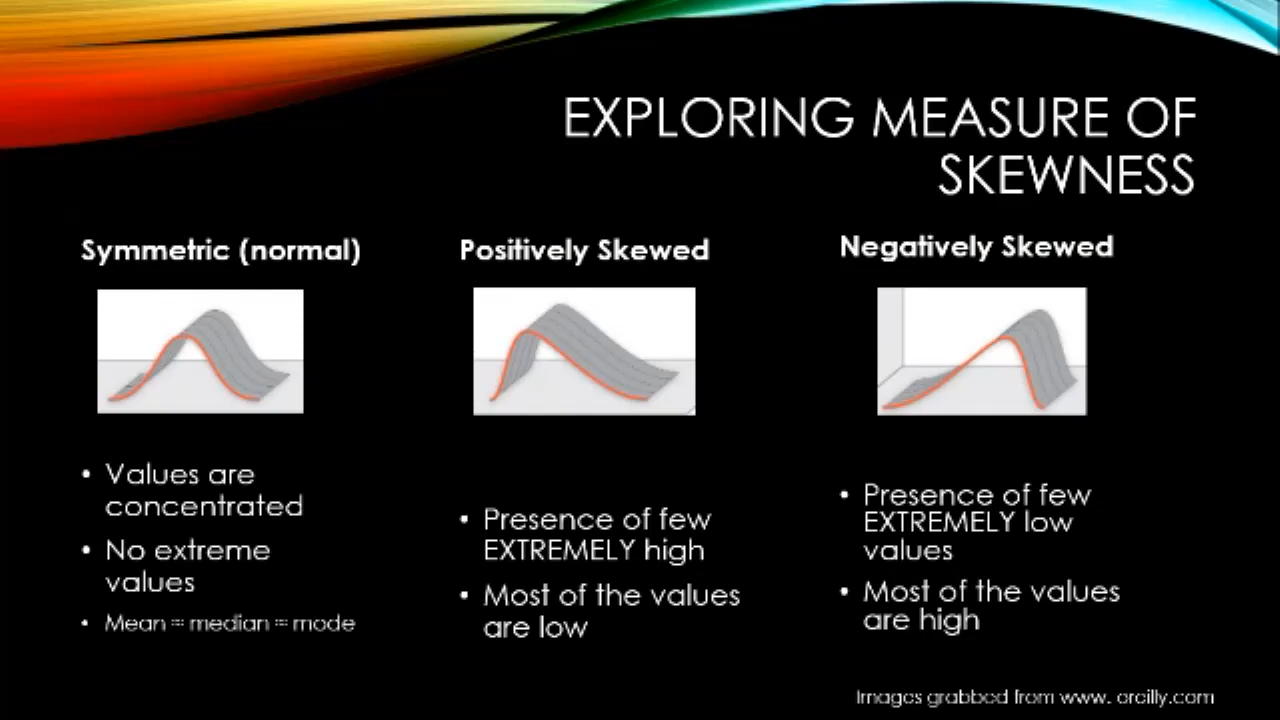 EXPLORING MEASURE OF
SKEWNESS
Symmetric (normal)
• Values are
concentrated
• No extreme
values
• Mean = median = mode
Positively Skewed
• Presence of few
EXTREMELY high
• Most of the values
are low
Negatively Skewed
• Presence of few
EXTREMELY low
values
• Most of the values
are high
Images grabbed from www. oreilly.com